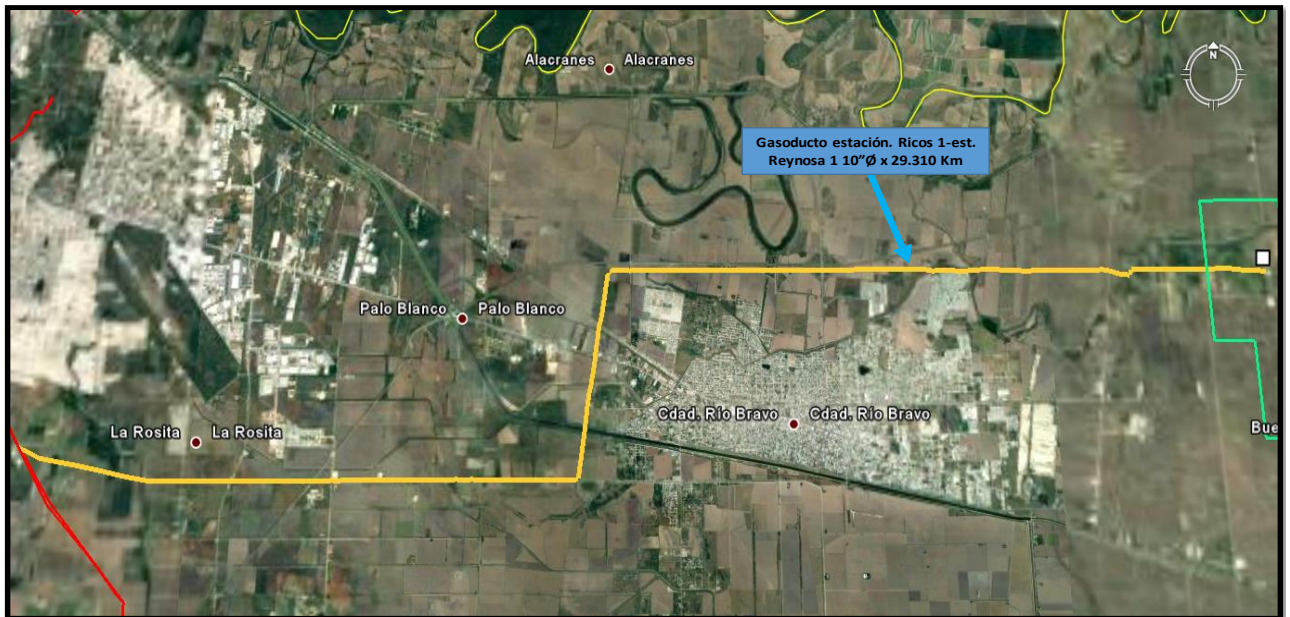 Alacranes Alacranes
N
Gasoducto estación. Ricos 1-est.
Reynosa 1 10"Ø x 29.310 Km
Palo Blanco Palo Blanco
Cdad. Río Bravo Cdad. Río Bravo
La Rosita La Rosita
Bue